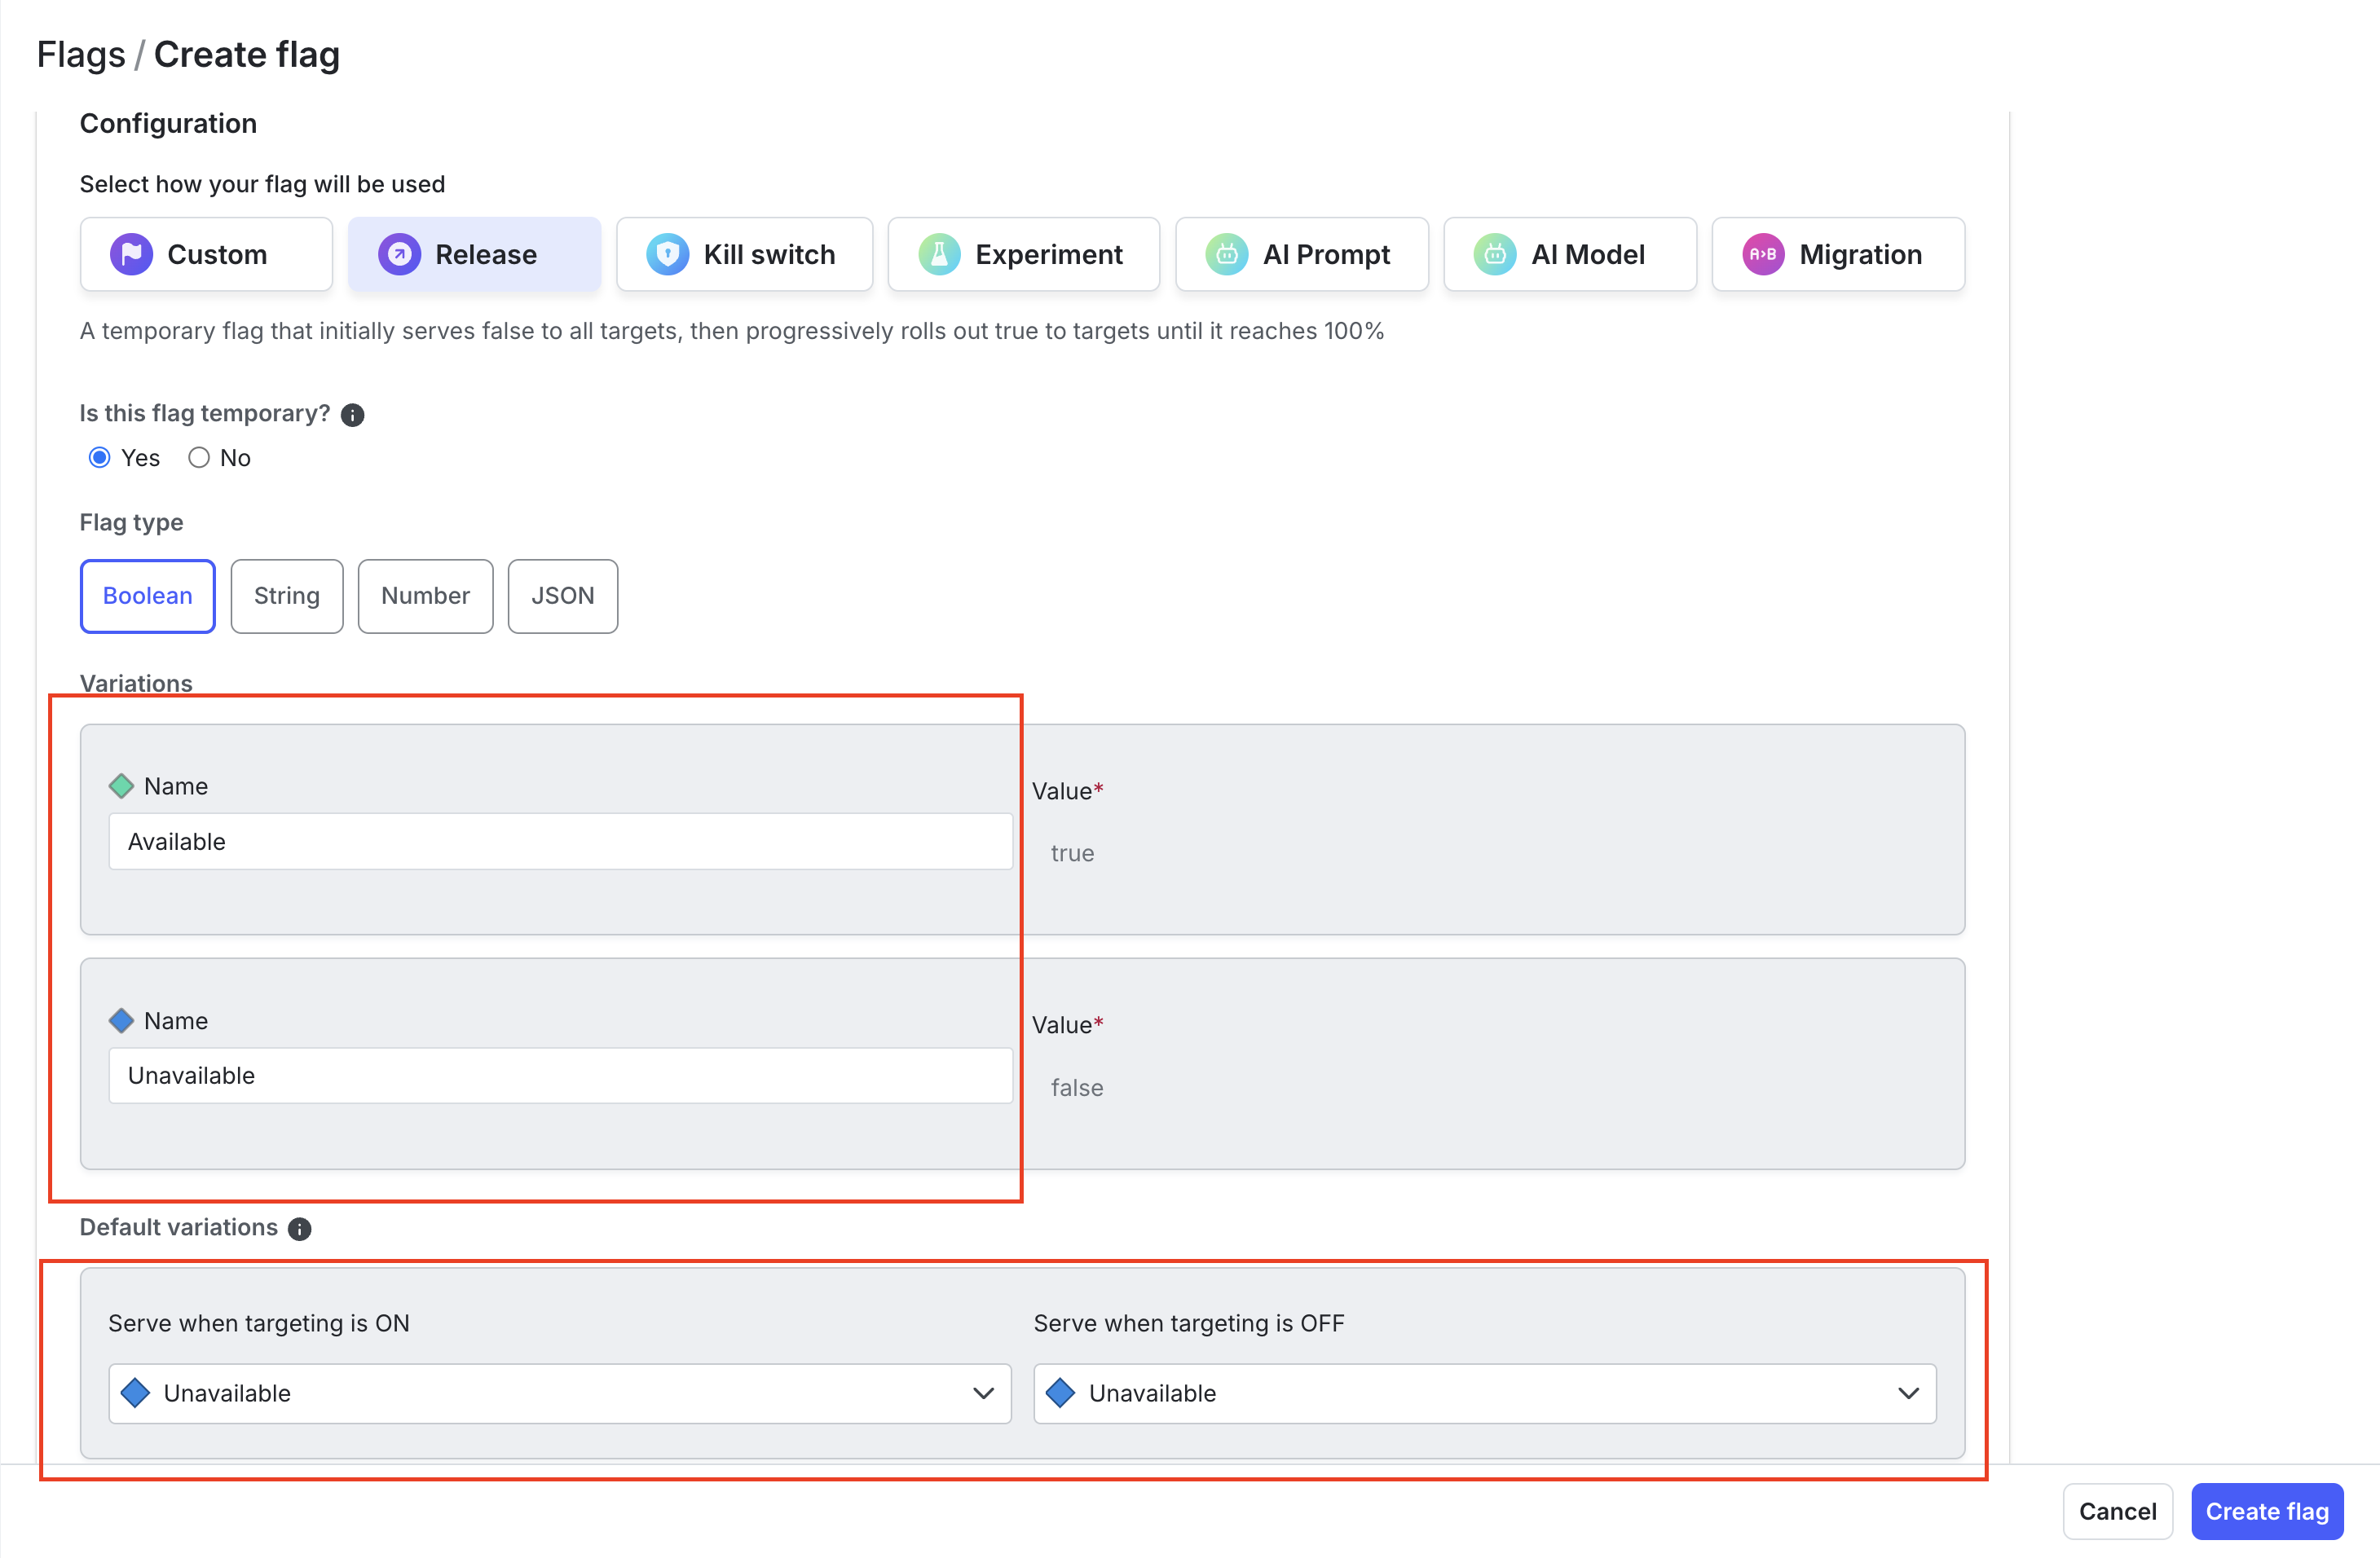 Flags / Create flag
Configuration
Select how your flag will be used
Custom Release Kill switch Experiment AI Prompt AI Model A>B Migration
A temporary flag that initially serves false to all targets, then progressively rolls out true to targets until it reaches 100%
Is this flag temporary? i
Yes No
Flag type
Boolean String Number JSON
Variations
Name Value*
Available true
Name Value*
Unavailable false
Default variations i
Serve when targeting is ON Serve when targeting is OFF
Unavailable Unavailable
Cancel Create flag